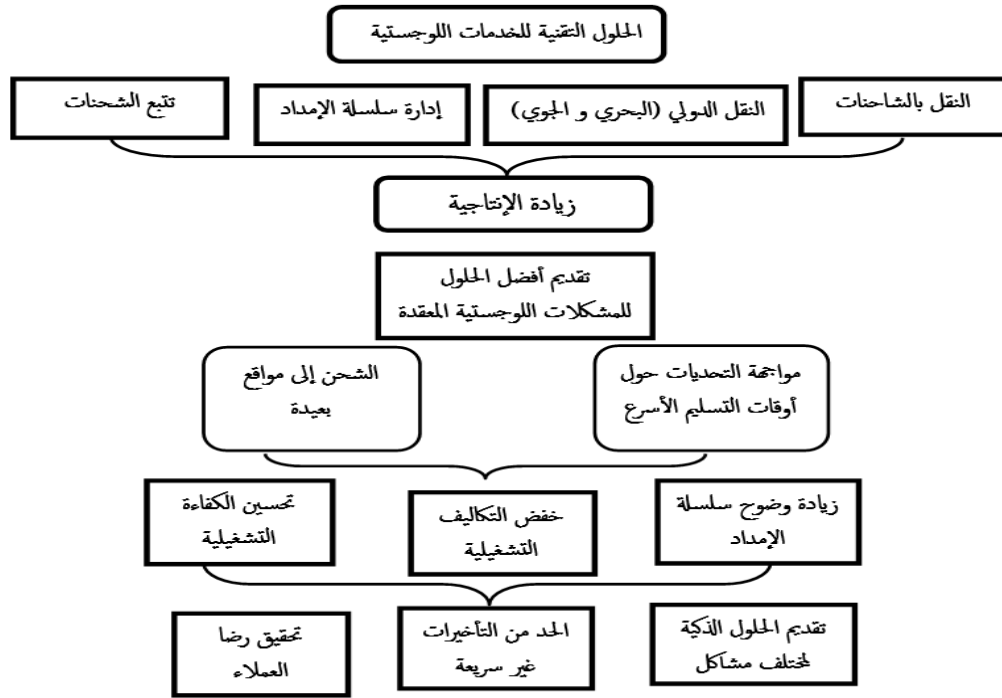 الحلول التقنية للخدمات اللوجستية
النقل بالشاحنات
النقل الدولي (البحري و الجوي)
إدارة سلسلة الإمداد
تتبع الشحنات
زيادة الإنتاجية
تقديم أفضل الحلول
للمشكلات اللوجستية المعقدة
مواجهة التحديات حول
أوقات التسليم الأسرع
الشحن إلى مواقع
بعيدة
زيادة وضوح سلسلة
الإمداد
خفض التكاليف
التشغيلية
تحسين الكفاءة
التشغيلية
تقديم الحلول الذكية
لمختلف مشاكل
الحد من التأخيرات
غير سريعة
تحقيق رضا
العملاء